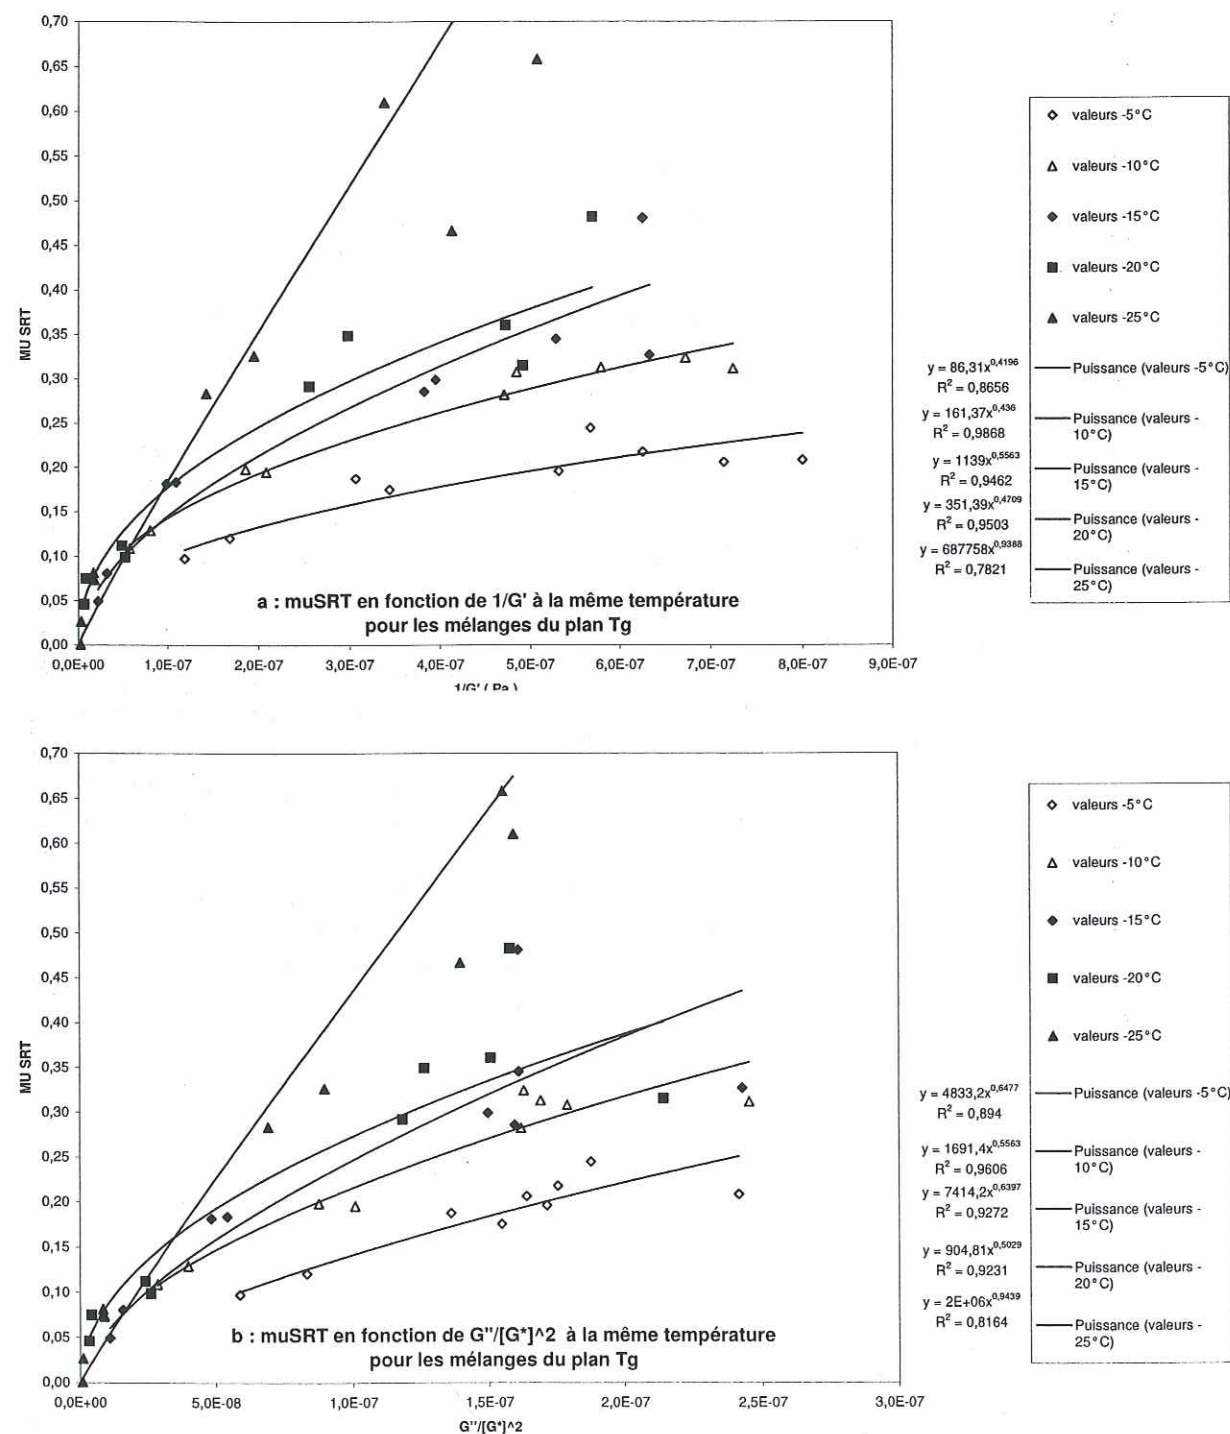 0,70
0,65
0,60
0,55
0,50
0,45
0,40
0,35
0,30
0,25
0,20
0,15
0,10
0,05
0,00
MU SRT
0,0E+00 1,0E-07 2,0E-07 3,0E-07 4,0E-07 5,0E-07 6,0E-07 7,0E-07 8,0E-07 9,0E-07
1/G' ( Pa )
a : muSRT en fonction de 1/G' à la même température
pour les mélanges du plan Tg
valeurs -5°C
valeurs -10°C
valeurs -15°C
valeurs -20°C
valeurs -25°C
y = 86,31x^0,4196
R² = 0,8656
Puissance (valeurs -5°C)
y = 161,37x^0,436
R² = 0,9868
Puissance (valeurs -
10°C)
y = 1139x^0,5563
R² = 0,9462
Puissance (valeurs -
15°C)
y = 351,39x^0,4709
R² = 0,9503
Puissance (valeurs -
20°C)
y = 687758x^0,9388
R² = 0,7821
Puissance (valeurs -
25°C)
0,70
0,65
0,60
0,55
0,50
0,45
0,40
0,35
0,30
0,25
0,20
0,15
0,10
0,05
0,00
MU SRT
0,0E+00 5,0E-08 1,0E-07 1,5E-07 2,0E-07 2,5E-07 3,0E-07
G"/[G*]^2
b : muSRT en fonction de G"/[G*]^2 à la même température
pour les mélanges du plan Tg
valeurs -5°C
valeurs -10°C
valeurs -15°C
valeurs -20°C
valeurs -25°C
y = 4833,2x^0,6477
R² = 0,894
Puissance (valeurs -5°C)
y = 1691,4x^0,5563
R² = 0,9606
Puissance (valeurs -
10°C)
y = 7414,2x^0,6397
R² = 0,9272
Puissance (valeurs -
15°C)
y = 904,81x^0,5029
R² = 0,9231
Puissance (valeurs -
20°C)
y = 2E+06x^0,9439
R² = 0,8164
Puissance (valeurs -
25°C)